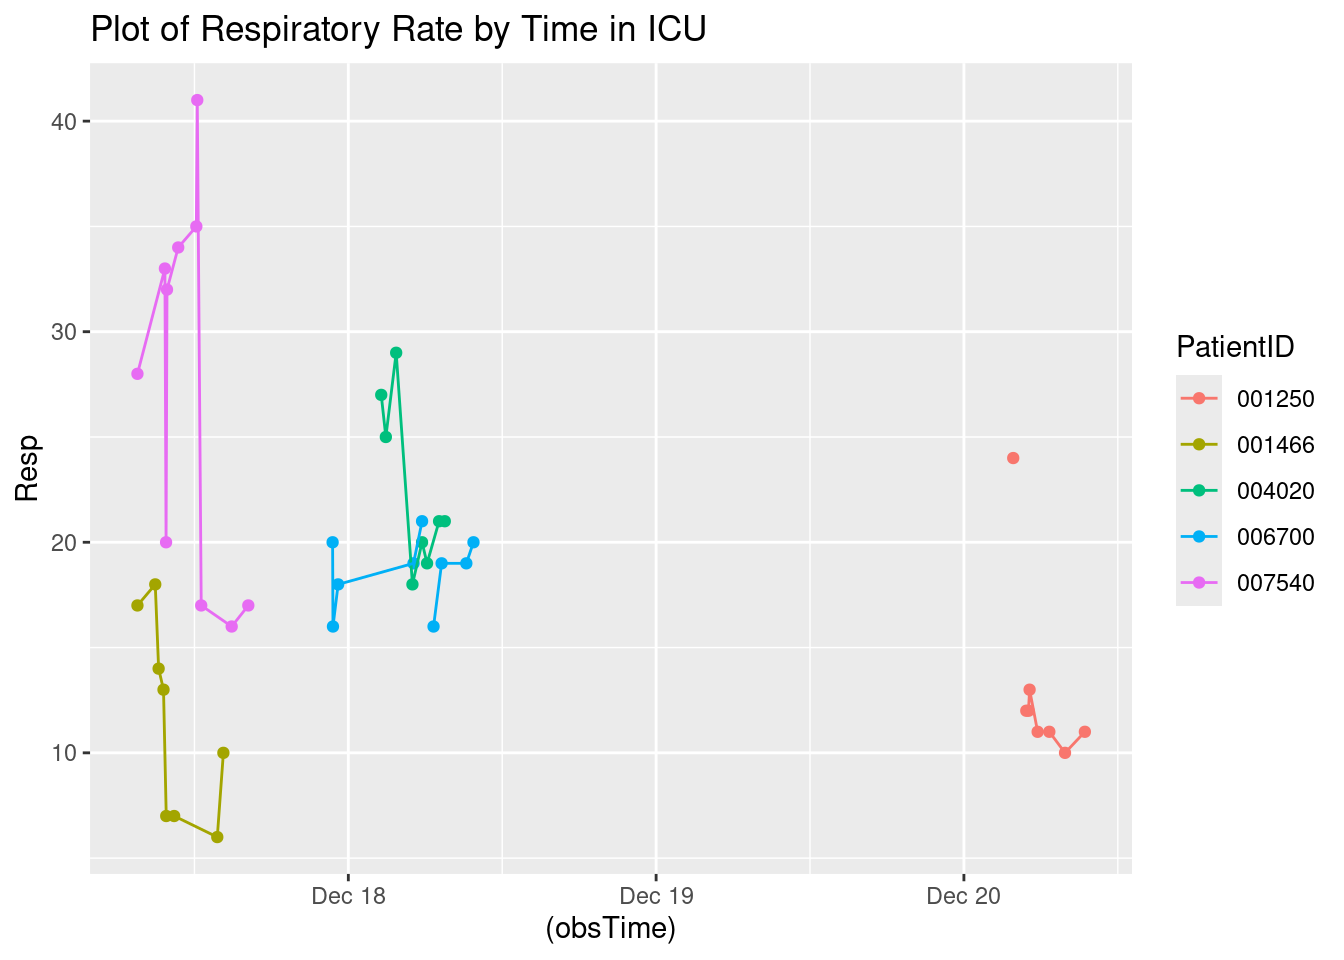 Plot of Respiratory Rate by Time in ICU
40
30
20
10
Resp
Dec 18
Dec 19
Dec 20
(obsTime)
PatientID
001250
001466
004020
006700
007540